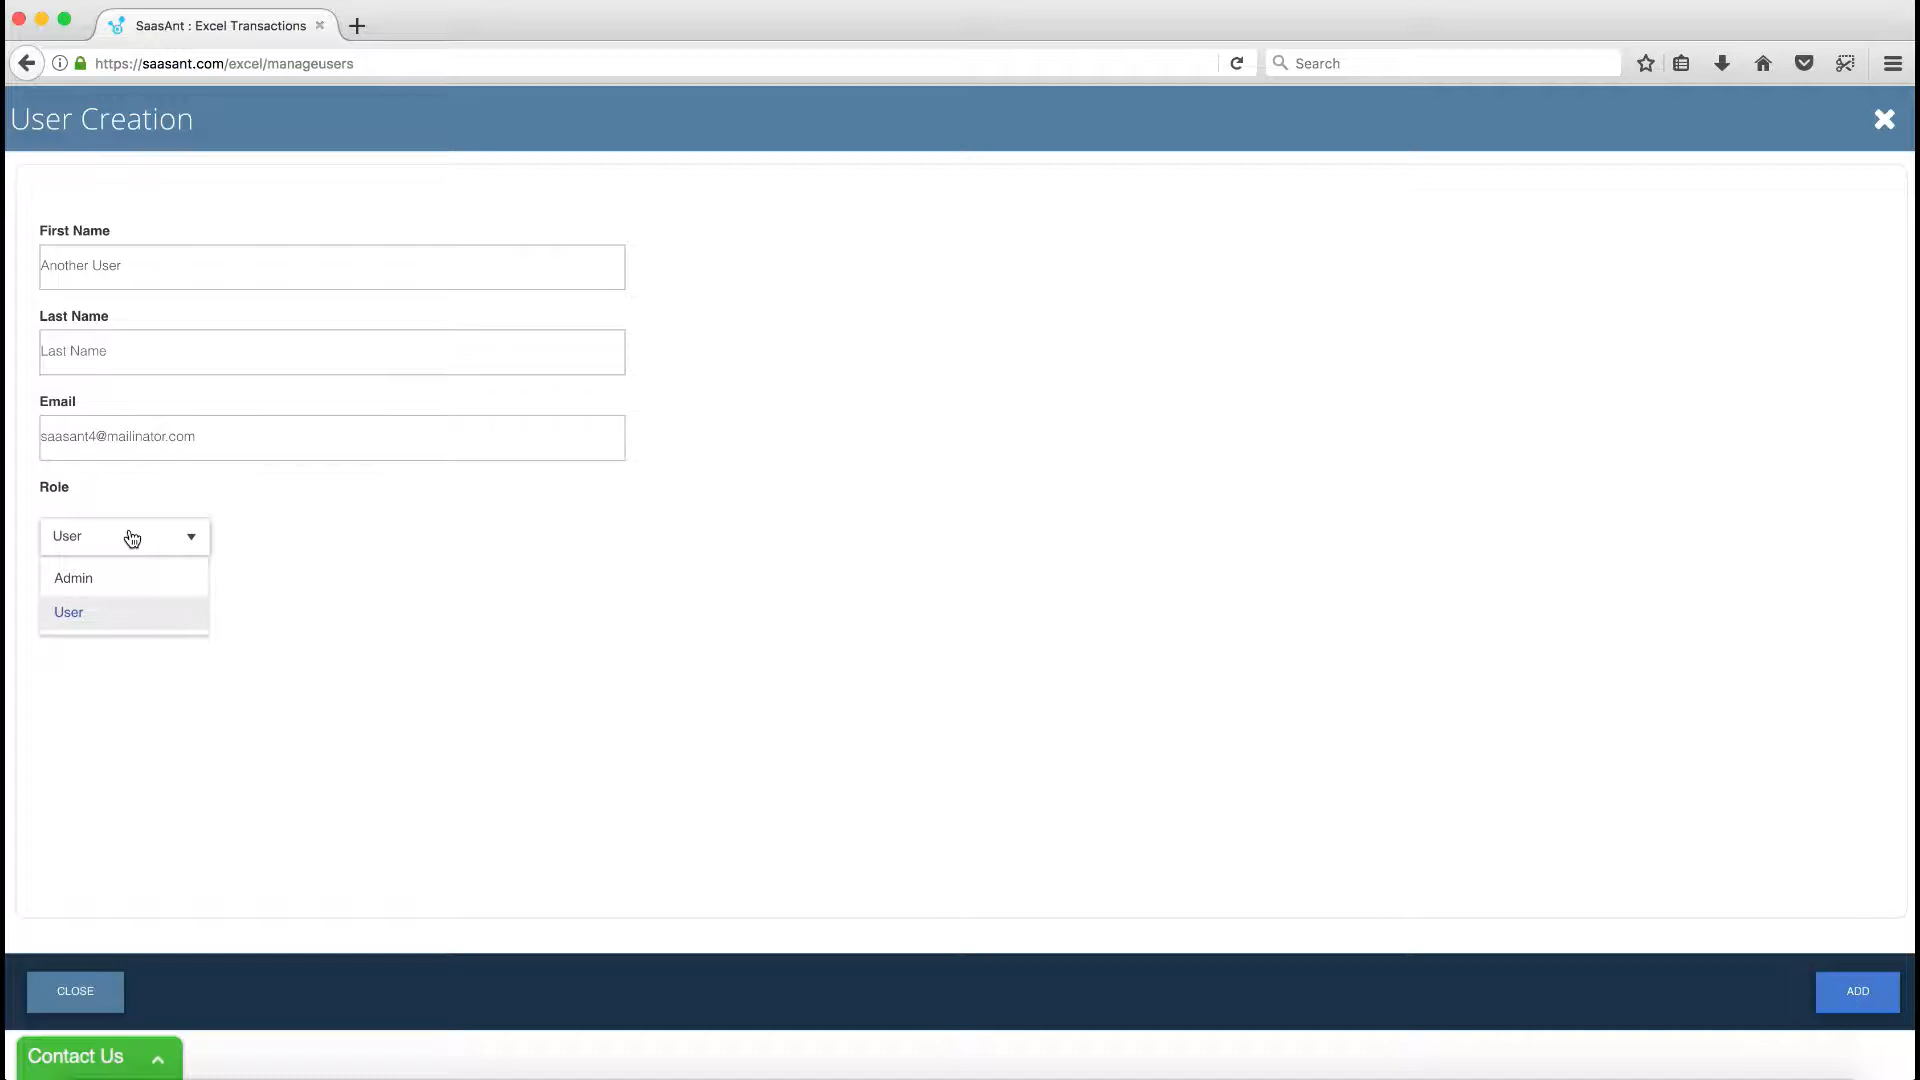 SaasAnt : Excel Transactions
https://saasant.com/excel/manageusers
Search
User Creation
First Name
Another User
Last Name
Last Name
Email
saasant4@mailinator.com
Role
User
Admin
User
CLOSE
ADD
Contact Us